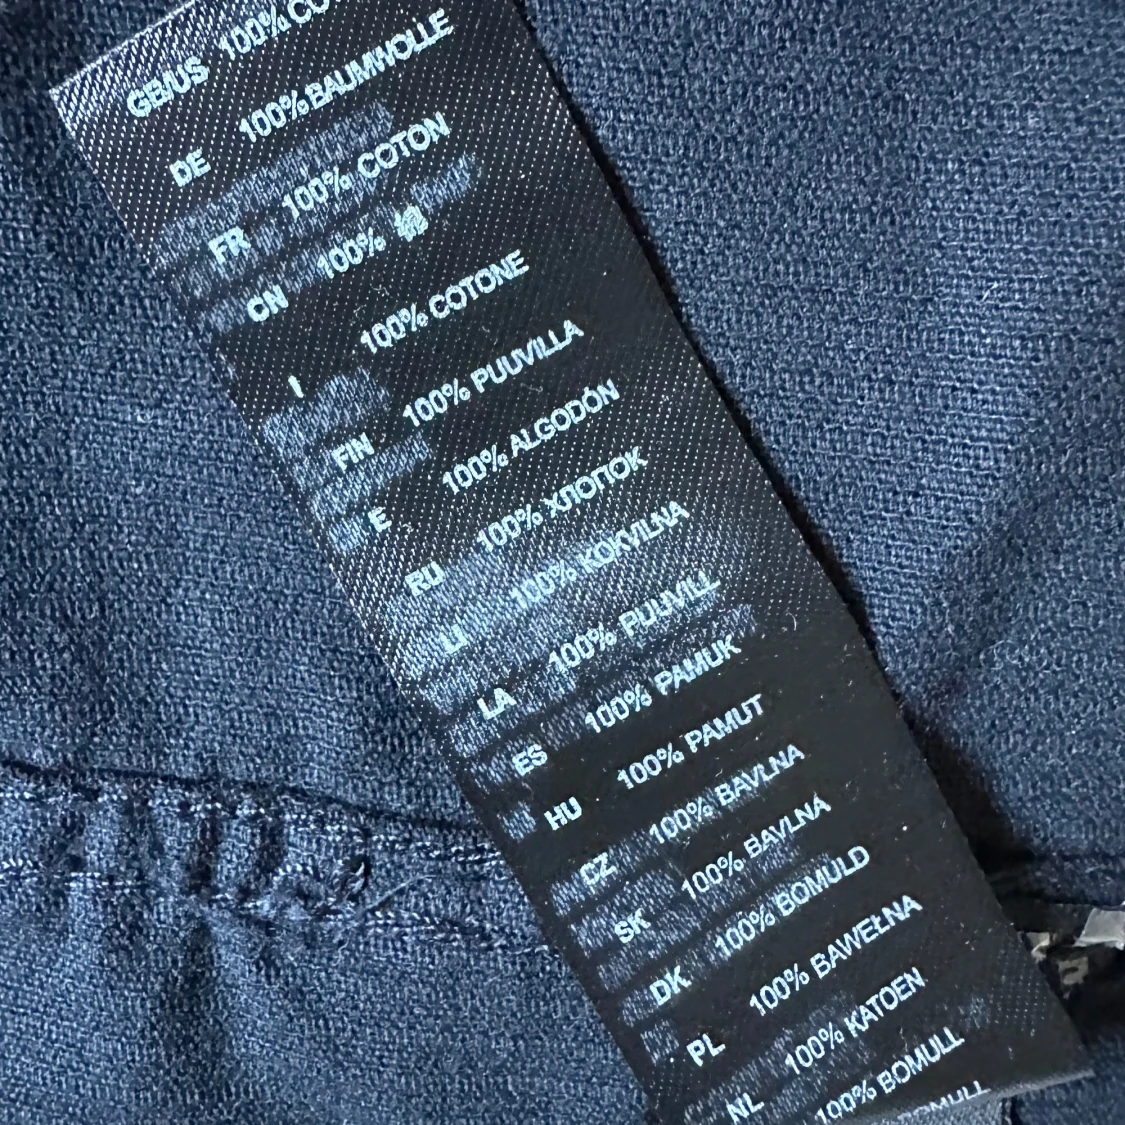 GB/US 100% CO
DE 100% BAUMWOLLE
FR 100% COTON
CN 100% 棉
I 100% COTONE
FIN 100% PUUVILLA
E 100% ALGODÓN
RU 100% ХЛОПОК
LI 100% KOKVILNA
LA 100% PUUVILL
ES 100% PAMUK
HU 100% PAMUT
CZ 100% BAVLNA
SK 100% BAVLNA
DK 100% BOMULD
PL 100% BAWEŁNA
NL 100% KATOEN
100% BOMULL